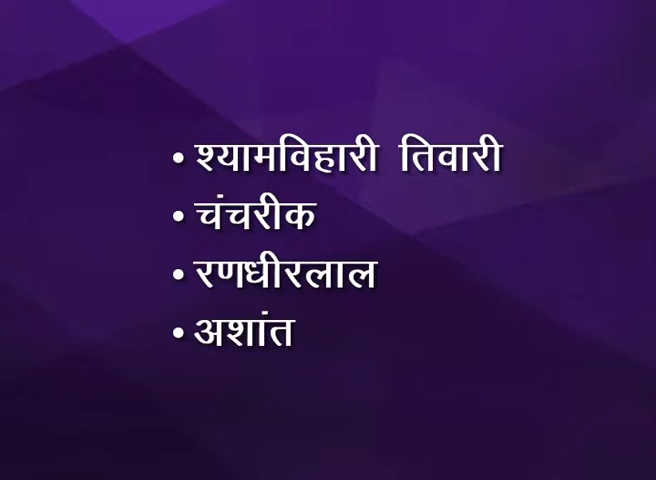 • श्यामविहारी तिवारी
• चंचरीक
• रणधीरलाल
• अशांत